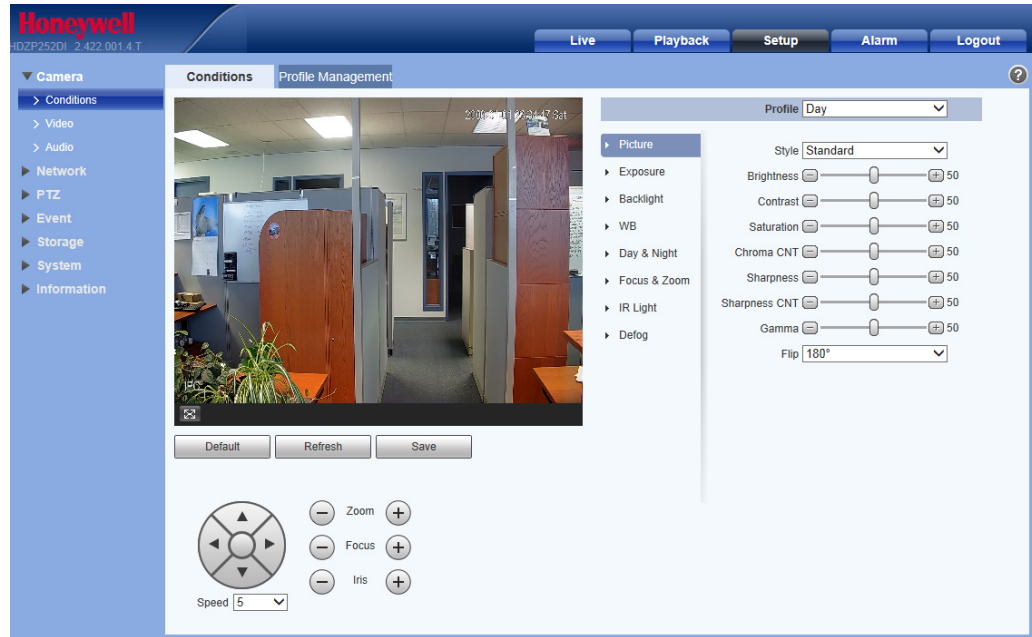 Honeywell
HDZP252DI 2.422.001.4.T
Live
Playback
Setup
Alarm
Logout
Camera
Conditions
Video
Audio
Network
PTZ
Event
Storage
System
Information
Conditions
Profile Management
?
Sat
IPC
Default
Refresh
Save
Zoom
Focus
Iris
Speed 5
Profile Day
Picture
Exposure
Backlight
WB
Day & Night
Focus & Zoom
IR Light
Defog
Style Standard
Brightness 50
Contrast 50
Saturation 50
Chroma CNT 50
Sharpness 50
Sharpness CNT 50
Gamma 50
Flip 180°